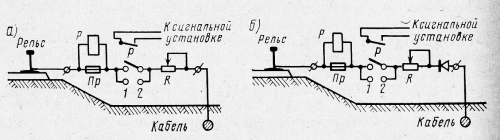 а)
К сигнальной
установке
Рельс
Р
Р
Пр
1 2
R
Кабель
б)
К сигнальной
установке
Рельс
Р
Р
Пр
1 2
R
Кабель